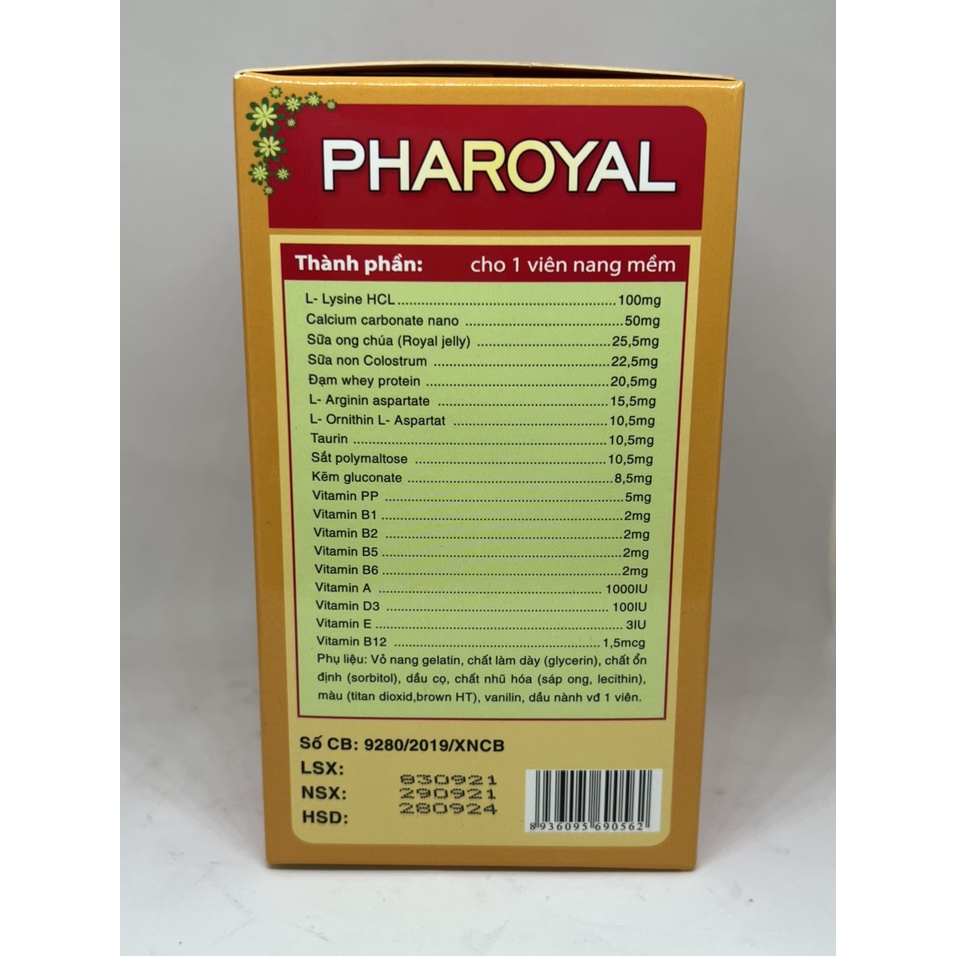 PHAROYAL
Thành phần: cho 1 viên nang mềm
L- Lysine HCL 100mg
Calcium carbonate nano 50mg
Sữa ong chúa (Royal jelly) 25,5mg
Sữa non Colostrum 22,5mg
Đạm whey protein 20,5mg
L- Arginin aspartate 15,5mg
L- Ornithin L- Aspartat 10,5mg
Taurin 10,5mg
Sắt polymaltose 10,5mg
Kẽm gluconate 8,5mg
Vitamin PP 5mg
Vitamin B1 2mg
Vitamin B2 2mg
Vitamin B5 2mg
Vitamin B6 2mg
Vitamin A 1000IU
Vitamin D3 100IU
Vitamin E 3IU
Vitamin B12 1,5mcg
Phụ liệu: Vỏ nang gelatin, chất làm dày (glycerin), chất ổn
định (sorbitol), dầu cọ, chất nhũ hóa (sáp ong, lecithin),
màu (titan dioxid,brown HT), vanilin, dầu nành vđ 1 viên.
Số CB: 9280/2019/XNCB
LSX: 830921
NSX: 290921
HSD: 280924
8 936095 690562